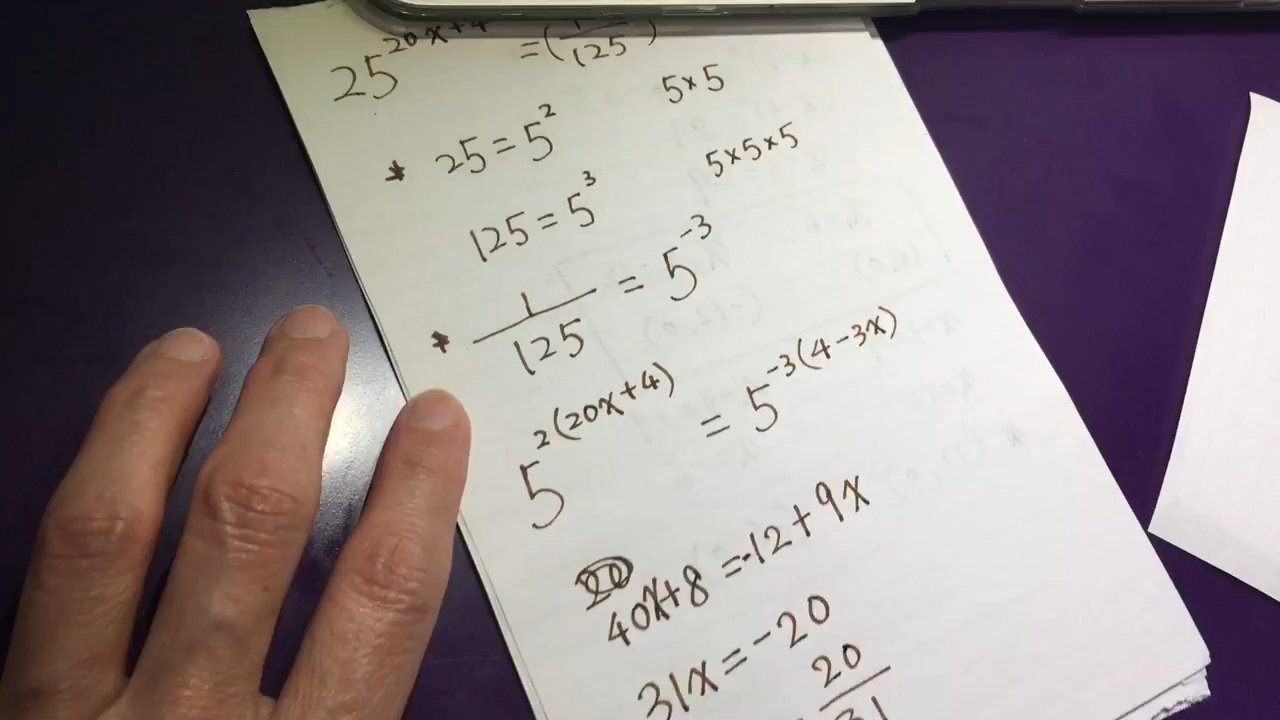 25^(20x+4) = (1/125)
* 25 = 5^2 5×5
125 = 5^3 5×5×5
* 1/125 = 5^-3
5^2(20x+4) = 5^-3(4-3x)
40x+8 = -12+9x
31x = -20
20/31